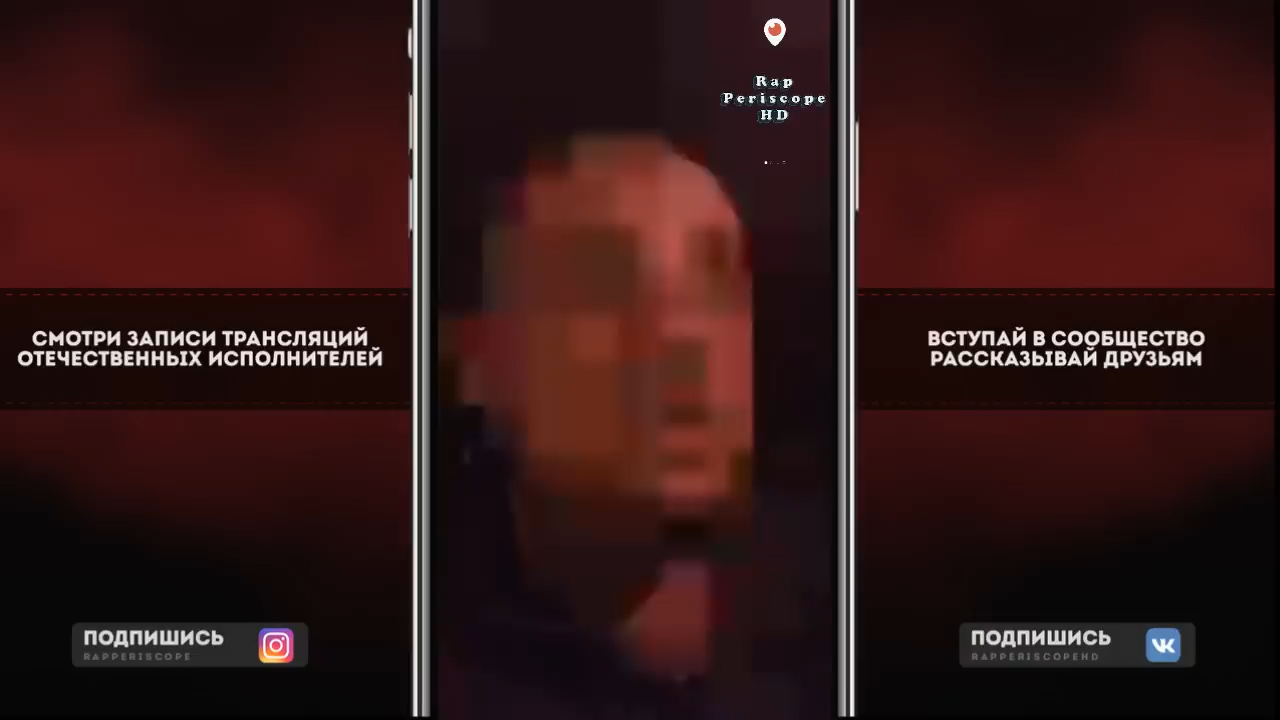 Rap
Periscope
HD
СМОТРИ ЗАПИСИ ТРАНСЛЯЦИЙ
ОТЕЧЕСТВЕННЫХ ИСПОЛНИТЕЛЕЙ
ВСТУПАЙ В СООБЩЕСТВО
РАССКАЗЫВАЙ ДРУЗЬЯМ
ПОДПИШИСЬ
RAPPERISCOPE
ПОДПИШИСЬ
RAPPERISCOPEHD